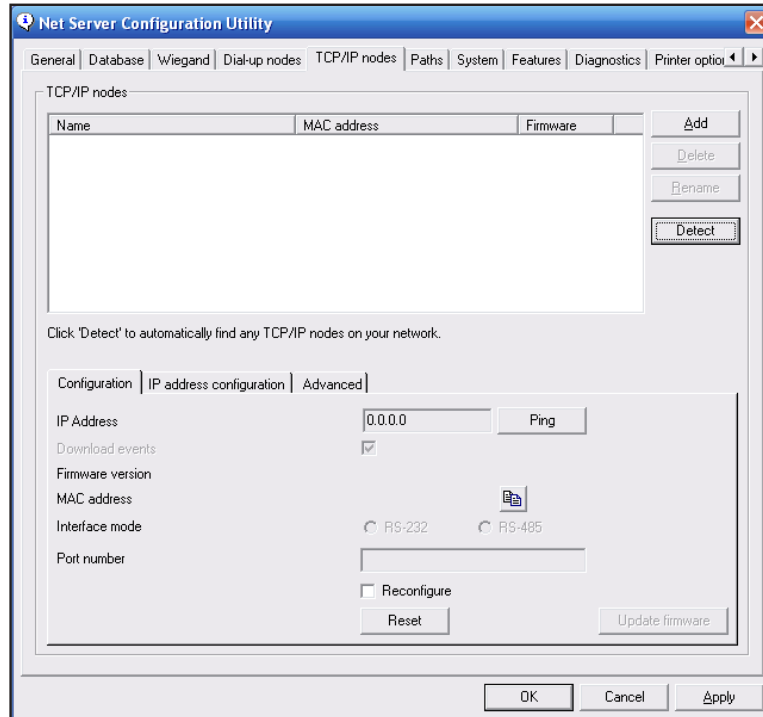 Net Server Configuration Utility
General Database Wiegand Dial-up nodes TCP/IP nodes Paths System Features Diagnostics Printer option
TCP/IP nodes
Name MAC address Firmware
Add
Delete
Rename
Detect
Click 'Detect' to automatically find any TCP/IP nodes on your network.
Configuration IP address configuration Advanced
IP Address 0.0.0.0 Ping
Download events
Firmware version
MAC address
Interface mode RS-232 RS-485
Port number
Reconfigure
Reset Update firmware
OK Cancel Apply